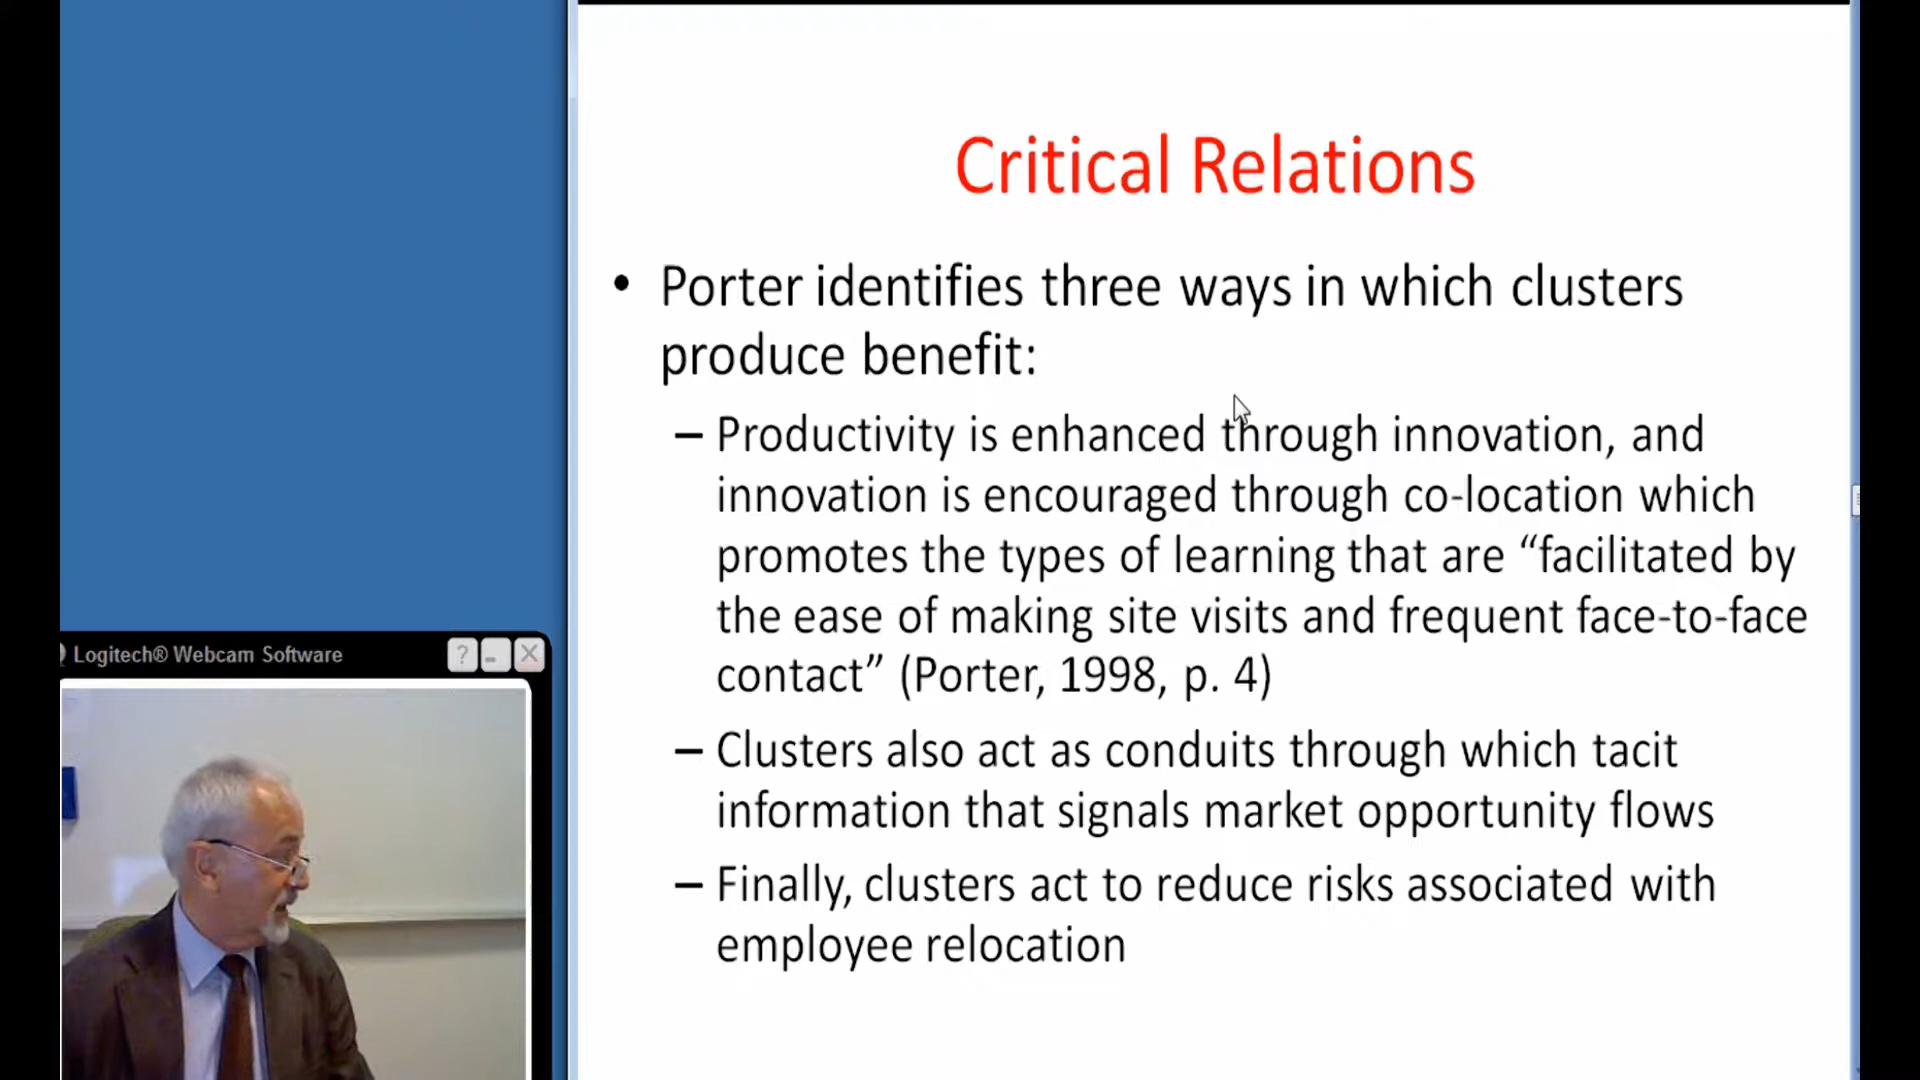 Critical Relations
• Porter identifies three ways in which clusters
produce benefit:
– Productivity is enhanced through innovation, and
innovation is encouraged through co-location which
promotes the types of learning that are “facilitated by
the ease of making site visits and frequent face-to-face
contact” (Porter, 1998, p. 4)
– Clusters also act as conduits through which tacit
information that signals market opportunity flows
– Finally, clusters act to reduce risks associated with
employee relocation
Logitech® Webcam Software
?